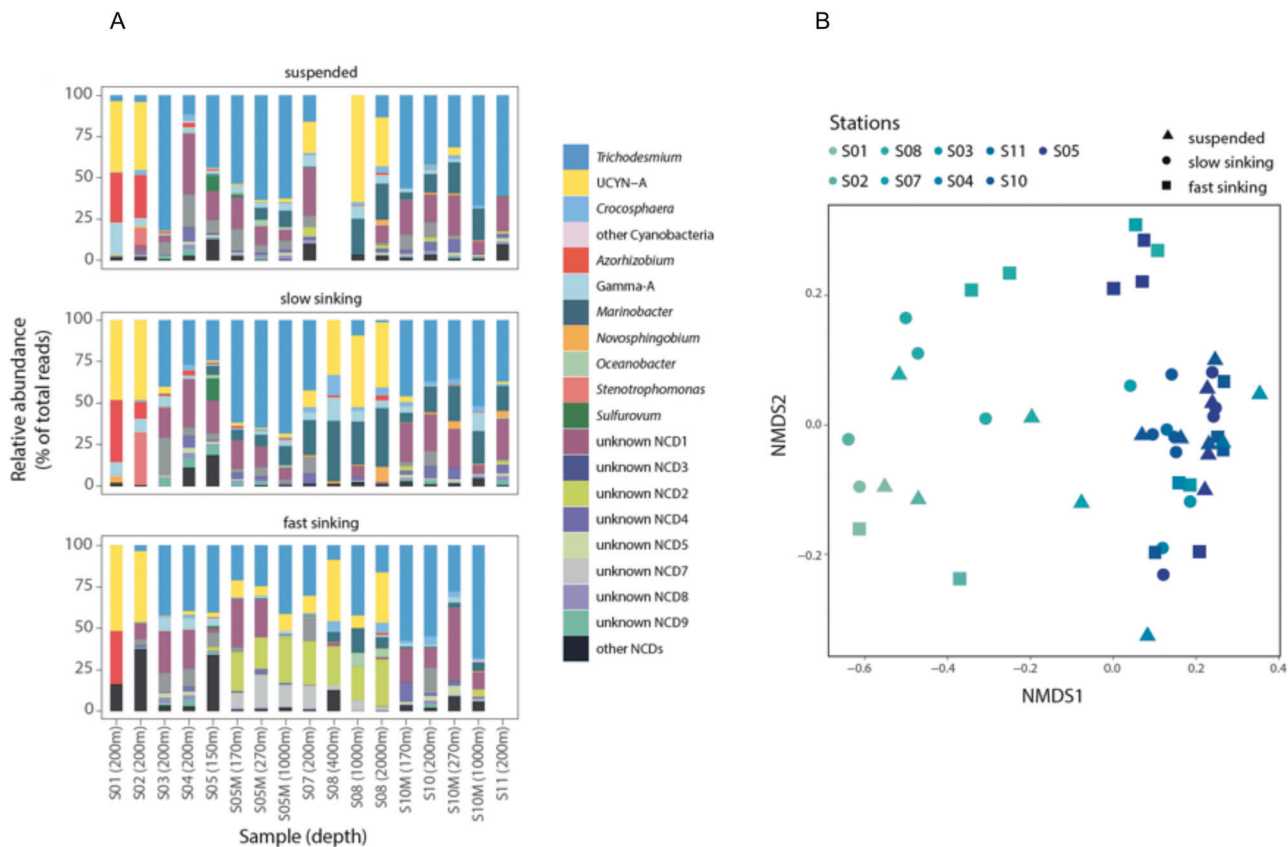 A
suspended
100
75
50
25
0
slow sinking
100
75
50
25
0
fast sinking
100
75
50
25
0
Relative abundance
(% of total reads)
S01 (200m)
S02 (200m)
S03 (200m)
S04 (200m)
S05 (150m)
S05M (170m)
S05M (270m)
S05M (1000m)
S07 (200m)
S08 (400m)
S08 (1000m)
S08 (2000m)
S10M (170m)
S10 (200m)
S10M (270m)
S10M (1000m)
S11 (200m)
Sample (depth)
Trichodesmium
UCYN-A
Crocosphaera
other Cyanobacteria
Azorhizobium
Gamma-A
Marinobacter
Novosphingobium
Oceanobacter
Stenotrophomonas
Sulfurovum
unknown NCD1
unknown NCD3
unknown NCD2
unknown NCD4
unknown NCD5
unknown NCD7
unknown NCD8
unknown NCD9
other NCDs
B
Stations
S01 S08 S03 S11 S05
S02 S07 S04 S10
suspended
slow sinking
fast sinking
NMDS2
0.2
0.0
−0.2
−0.6 −0.4 −0.2 0.0 0.2 0.4
NMDS1